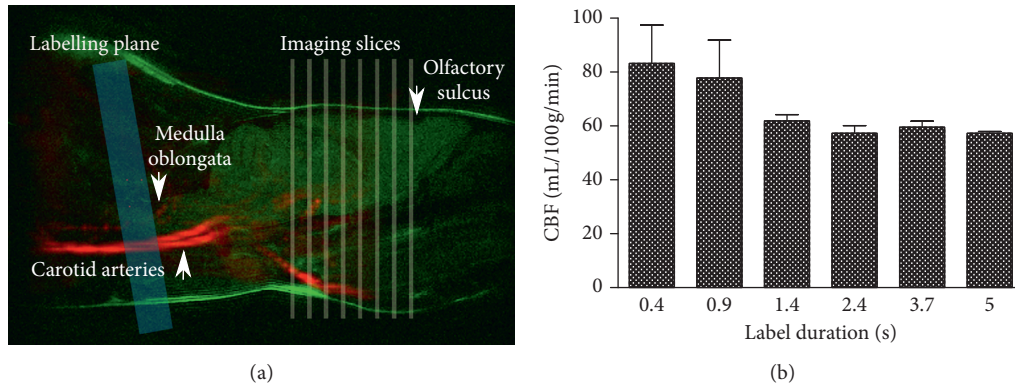 Labelling plane
Imaging slices
Olfactory
sulcus
Medulla
oblongata
Carotid arteries
(a)
CBF (mL/100g/min)
100
80
60
40
20
0
0.4 0.9 1.4 2.4 3.7 5
Label duration (s)
(b)